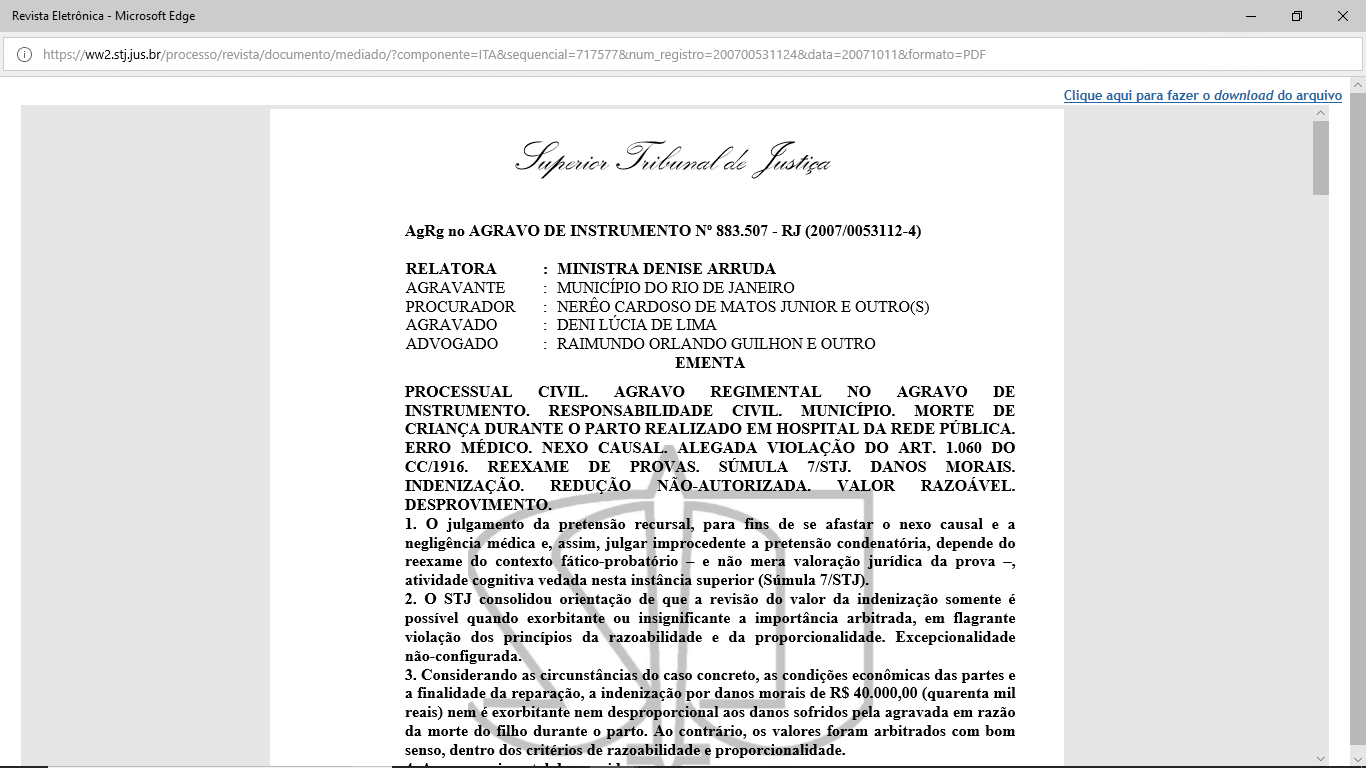 Revista Eletrônica - Microsoft Edge
https://ww2.stj.jus.br/processo/revista/documento/mediado/?componente=ITA&sequencial=717577&num_registro=200700531124&data=20071011&formato=PDF
Clique aqui para fazer o download do arquivo
Superior Tribunal de Justiça
AgRg no AGRAVO DE INSTRUMENTO Nº 883.507 - RJ (2007/0053112-4)
RELATORA : MINISTRA DENISE ARRUDA
AGRAVANTE : MUNICÍPIO DO RIO DE JANEIRO
PROCURADOR : NERÊO CARDOSO DE MATOS JUNIOR E OUTRO(S)
AGRAVADO : DENI LÚCIA DE LIMA
ADVOGADO : RAIMUNDO ORLANDO GUILHON E OUTRO
EMENTA
PROCESSUAL CIVIL. AGRAVO REGIMENTAL NO AGRAVO DE
INSTRUMENTO. RESPONSABILIDADE CIVIL. MUNICÍPIO. MORTE DE
CRIANÇA DURANTE O PARTO REALIZADO EM HOSPITAL DA REDE PÚBLICA.
ERRO MÉDICO. NEXO CAUSAL. ALEGADA VIOLAÇÃO DO ART. 1.060 DO
CC/1916. REEXAME DE PROVAS. SÚMULA 7/STJ. DANOS MORAIS.
INDENIZAÇÃO. REDUÇÃO NÃO-AUTORIZADA. VALOR RAZOÁVEL.
DESPROVIMENTO.
1. O julgamento da pretensão recursal, para fins de se afastar o nexo causal e a
negligência médica e, assim, julgar improcedente a pretensão condenatória, depende do
reexame do contexto fático-probatório – e não mera valoração jurídica da prova –,
atividade cognitiva vedada nesta instância superior (Súmula 7/STJ).
2. O STJ consolidou orientação de que a revisão do valor da indenização somente é
possível quando exorbitante ou insignificante a importância arbitrada, em flagrante
violação dos princípios da razoabilidade e da proporcionalidade. Excepcionalidade
não-configurada.
3. Considerando as circunstâncias do caso concreto, as condições econômicas das partes e
a finalidade da reparação, a indenização por danos morais de R$ 40.000,00 (quarenta mil
reais) nem é exorbitante nem desproporcional aos danos sofridos pela agravada em razão
da morte do filho durante o parto. Ao contrário, os valores foram arbitrados com bom
senso, dentro dos critérios de razoabilidade e proporcionalidade.